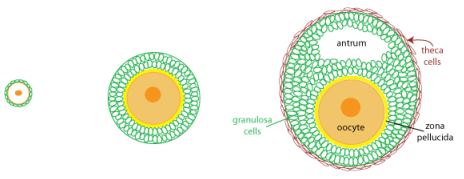 antrum
theca
cells
granulosa
cells
oocyte
zona
pellucida